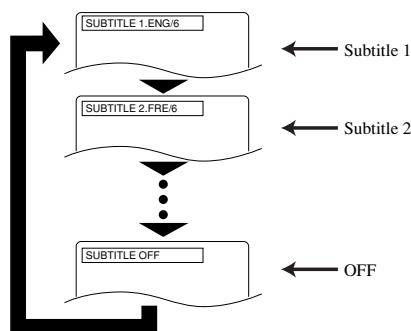 SUBTITLE 1.ENG/6
Subtitle 1
SUBTITLE 2.FRE/6
Subtitle 2
SUBTITLE OFF
OFF